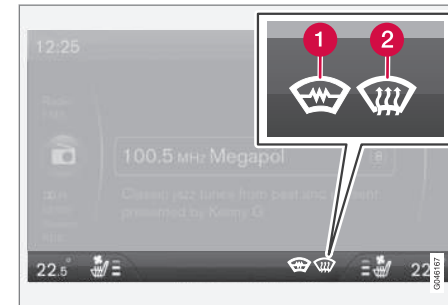 12:25
1
2
Radio
100.5 MHz Megapol
8
Classic jazz tunes from past and present
presented by Kenny G
22.5°
22
G046167